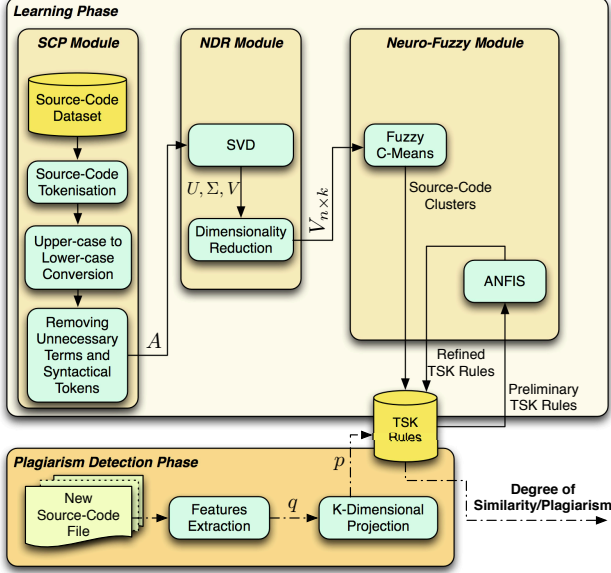 Learning Phase
SCP Module
Source-Code
Dataset
Source-Code
Tokenisation
Upper-case to
Lower-case
Conversion
Removing
Unnecessary
Terms and
Syntactical
Tokens
A
NDR Module
SVD
U, Σ, V
Dimensionality
Reduction
V_{n×k}
Neuro-Fuzzy Module
Fuzzy
C-Means
Source-Code
Clusters
ANFIS
Refined
TSK Rules
Preliminary
TSK Rules
TSK
Rules
Plagiarism Detection Phase
New
Source-Code
File
Features
Extraction
q
K-Dimensional
Projection
p
Degree of
Similarity/Plagiarism